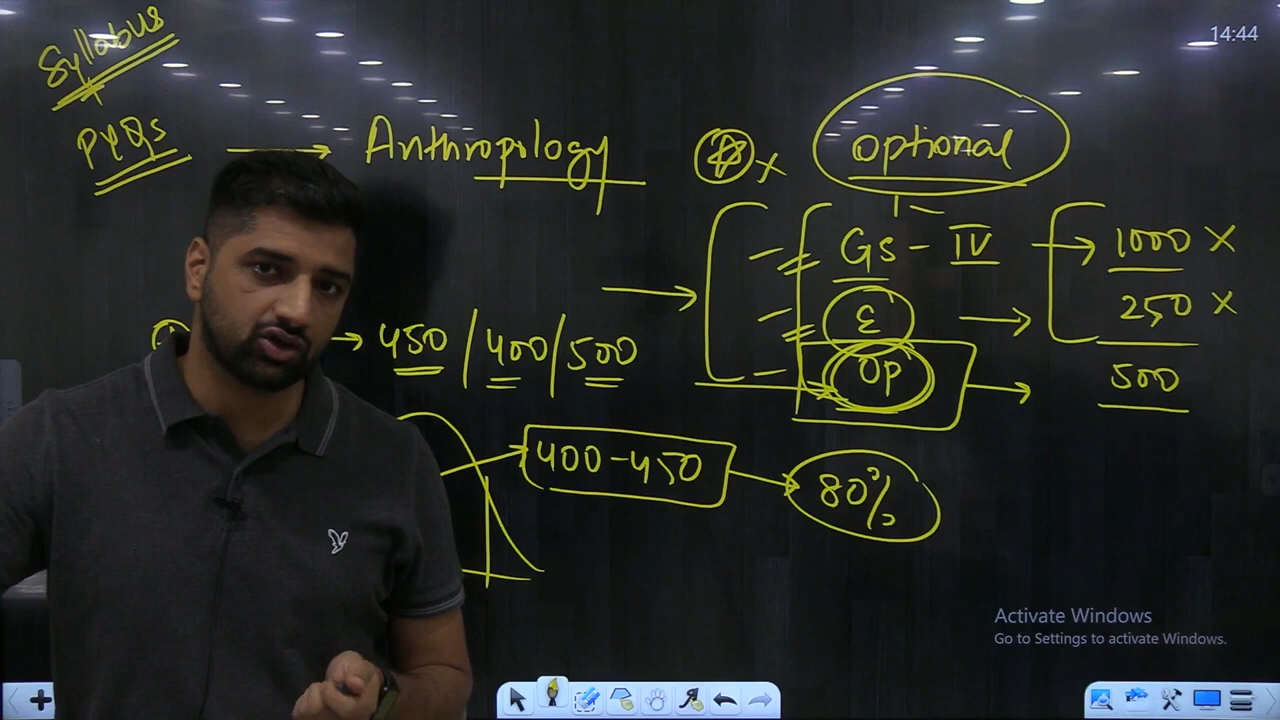 Syllabus
PYQs → Anthropology
optional
GS - IV → 1000 X
E → 250 X
OP → 500
① → 450 / 400 / 500
400-450 → 80%
14:44
Activate Windows
Go to Settings to activate Windows.